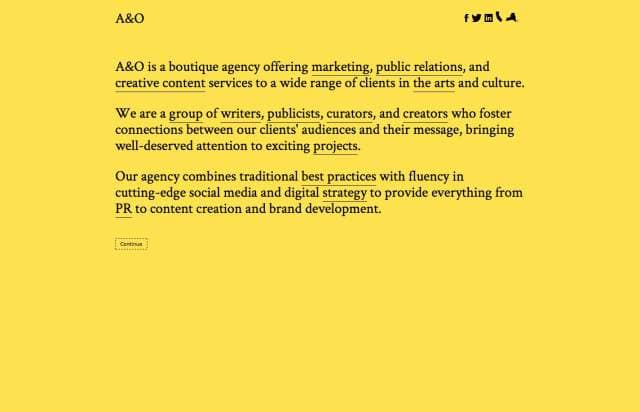 A&O
A&O is a boutique agency offering marketing, public relations, and
creative content services to a wide range of clients in the arts and culture.
We are a group of writers, publicists, curators, and creators who foster
connections between our clients' audiences and their message, bringing
well-deserved attention to exciting projects.
Our agency combines traditional best practices with fluency in
cutting-edge social media and digital strategy to provide everything from
PR to content creation and brand development.
Continue